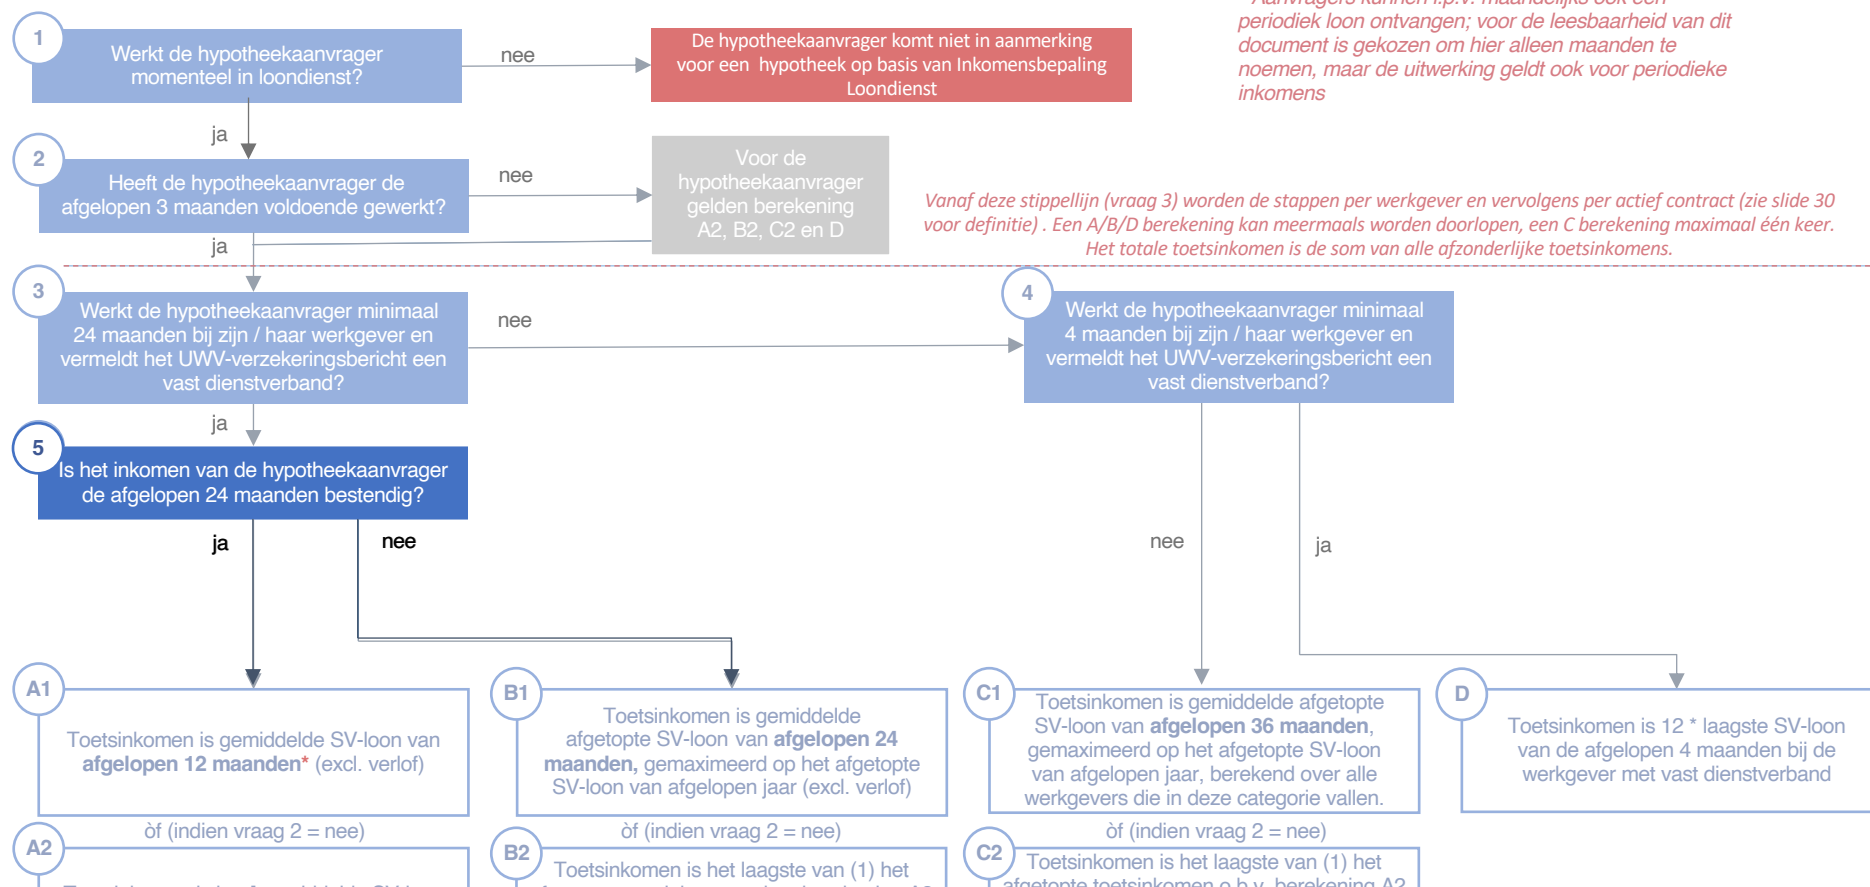 * Aanvragers kunnen i.p.v. maandelijks ook een
periodiek loon ontvangen; voor de leesbaarheid van dit
document is gekozen om hier alleen maanden te
noemen, maar de uitwerking geldt ook voor periodieke
inkomens
1
Werkt de hypotheekaanvrager
momenteel in loondienst?
nee
De hypotheekaanvrager komt niet in aanmerking
voor een hypotheek op basis van Inkomensbepaling
Loondienst
ja
2
Heeft de hypotheekaanvrager de
afgelopen 3 maanden voldoende gewerkt?
nee
Voor de
hypotheekaanvrager
gelden berekening
A2, B2, C2 en D
ja
Vanaf deze stippellijn (vraag 3) worden de stappen per werkgever en vervolgens per actief contract (zie slide 30
voor definitie) . Een A/B/D berekening kan meermaals worden doorlopen, een C berekening maximaal één keer.
Het totale toetsinkomen is de som van alle afzonderlijke toetsinkomens.
3
Werkt de hypotheekaanvrager minimaal
24 maanden bij zijn / haar werkgever en
vermeldt het UWV-verzekeringsbericht een
vast dienstverband?
nee
4
Werkt de hypotheekaanvrager minimaal
4 maanden bij zijn / haar werkgever en
vermeldt het UWV-verzekeringsbericht een
vast dienstverband?
ja
5
Is het inkomen van de hypotheekaanvrager
de afgelopen 24 maanden bestendig?
ja
nee
nee
ja
A1
Toetsinkomen is gemiddelde SV-loon van
afgelopen 12 maanden* (excl. verlof)
B1
Toetsinkomen is gemiddelde
afgetopte SV-loon van afgelopen 24
maanden, gemaximeerd op het afgetopte
SV-loon van afgelopen jaar (excl. verlof)
C1
Toetsinkomen is gemiddelde afgetopte
SV-loon van afgelopen 36 maanden,
gemaximeerd op het afgetopte SV-loon
van afgelopen jaar, berekend over alle
werkgevers die in deze categorie vallen.
D
Toetsinkomen is 12 * laagste SV-loon
van de afgelopen 4 maanden bij de
werkgever met vast dienstverband
òf (indien vraag 2 = nee)
òf (indien vraag 2 = nee)
òf (indien vraag 2 = nee)
A2
B2
Toetsinkomen is het laagste van (1) het
C2
Toetsinkomen is het laagste van (1) het
afgetopte toetsinkomen o.b.v. berekening A2